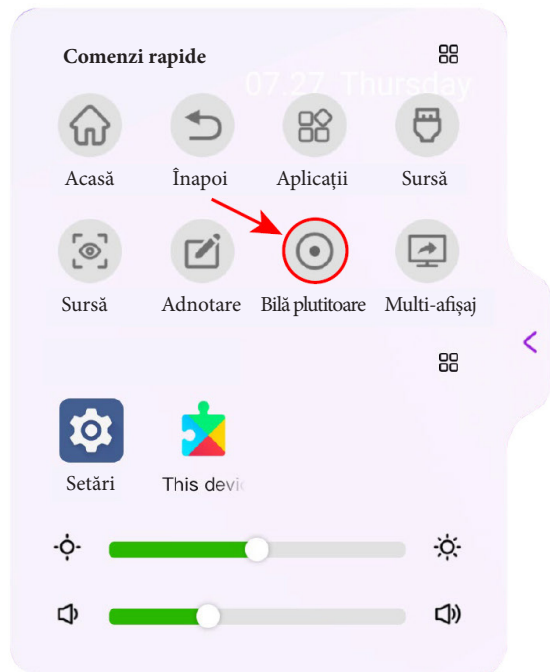 Comenzi rapide
07.27 Thursday
Acasă Înapoi Aplicații Sursă
Sursă Adnotare Bilă plutitoare Multi-afișaj
Setări This devic